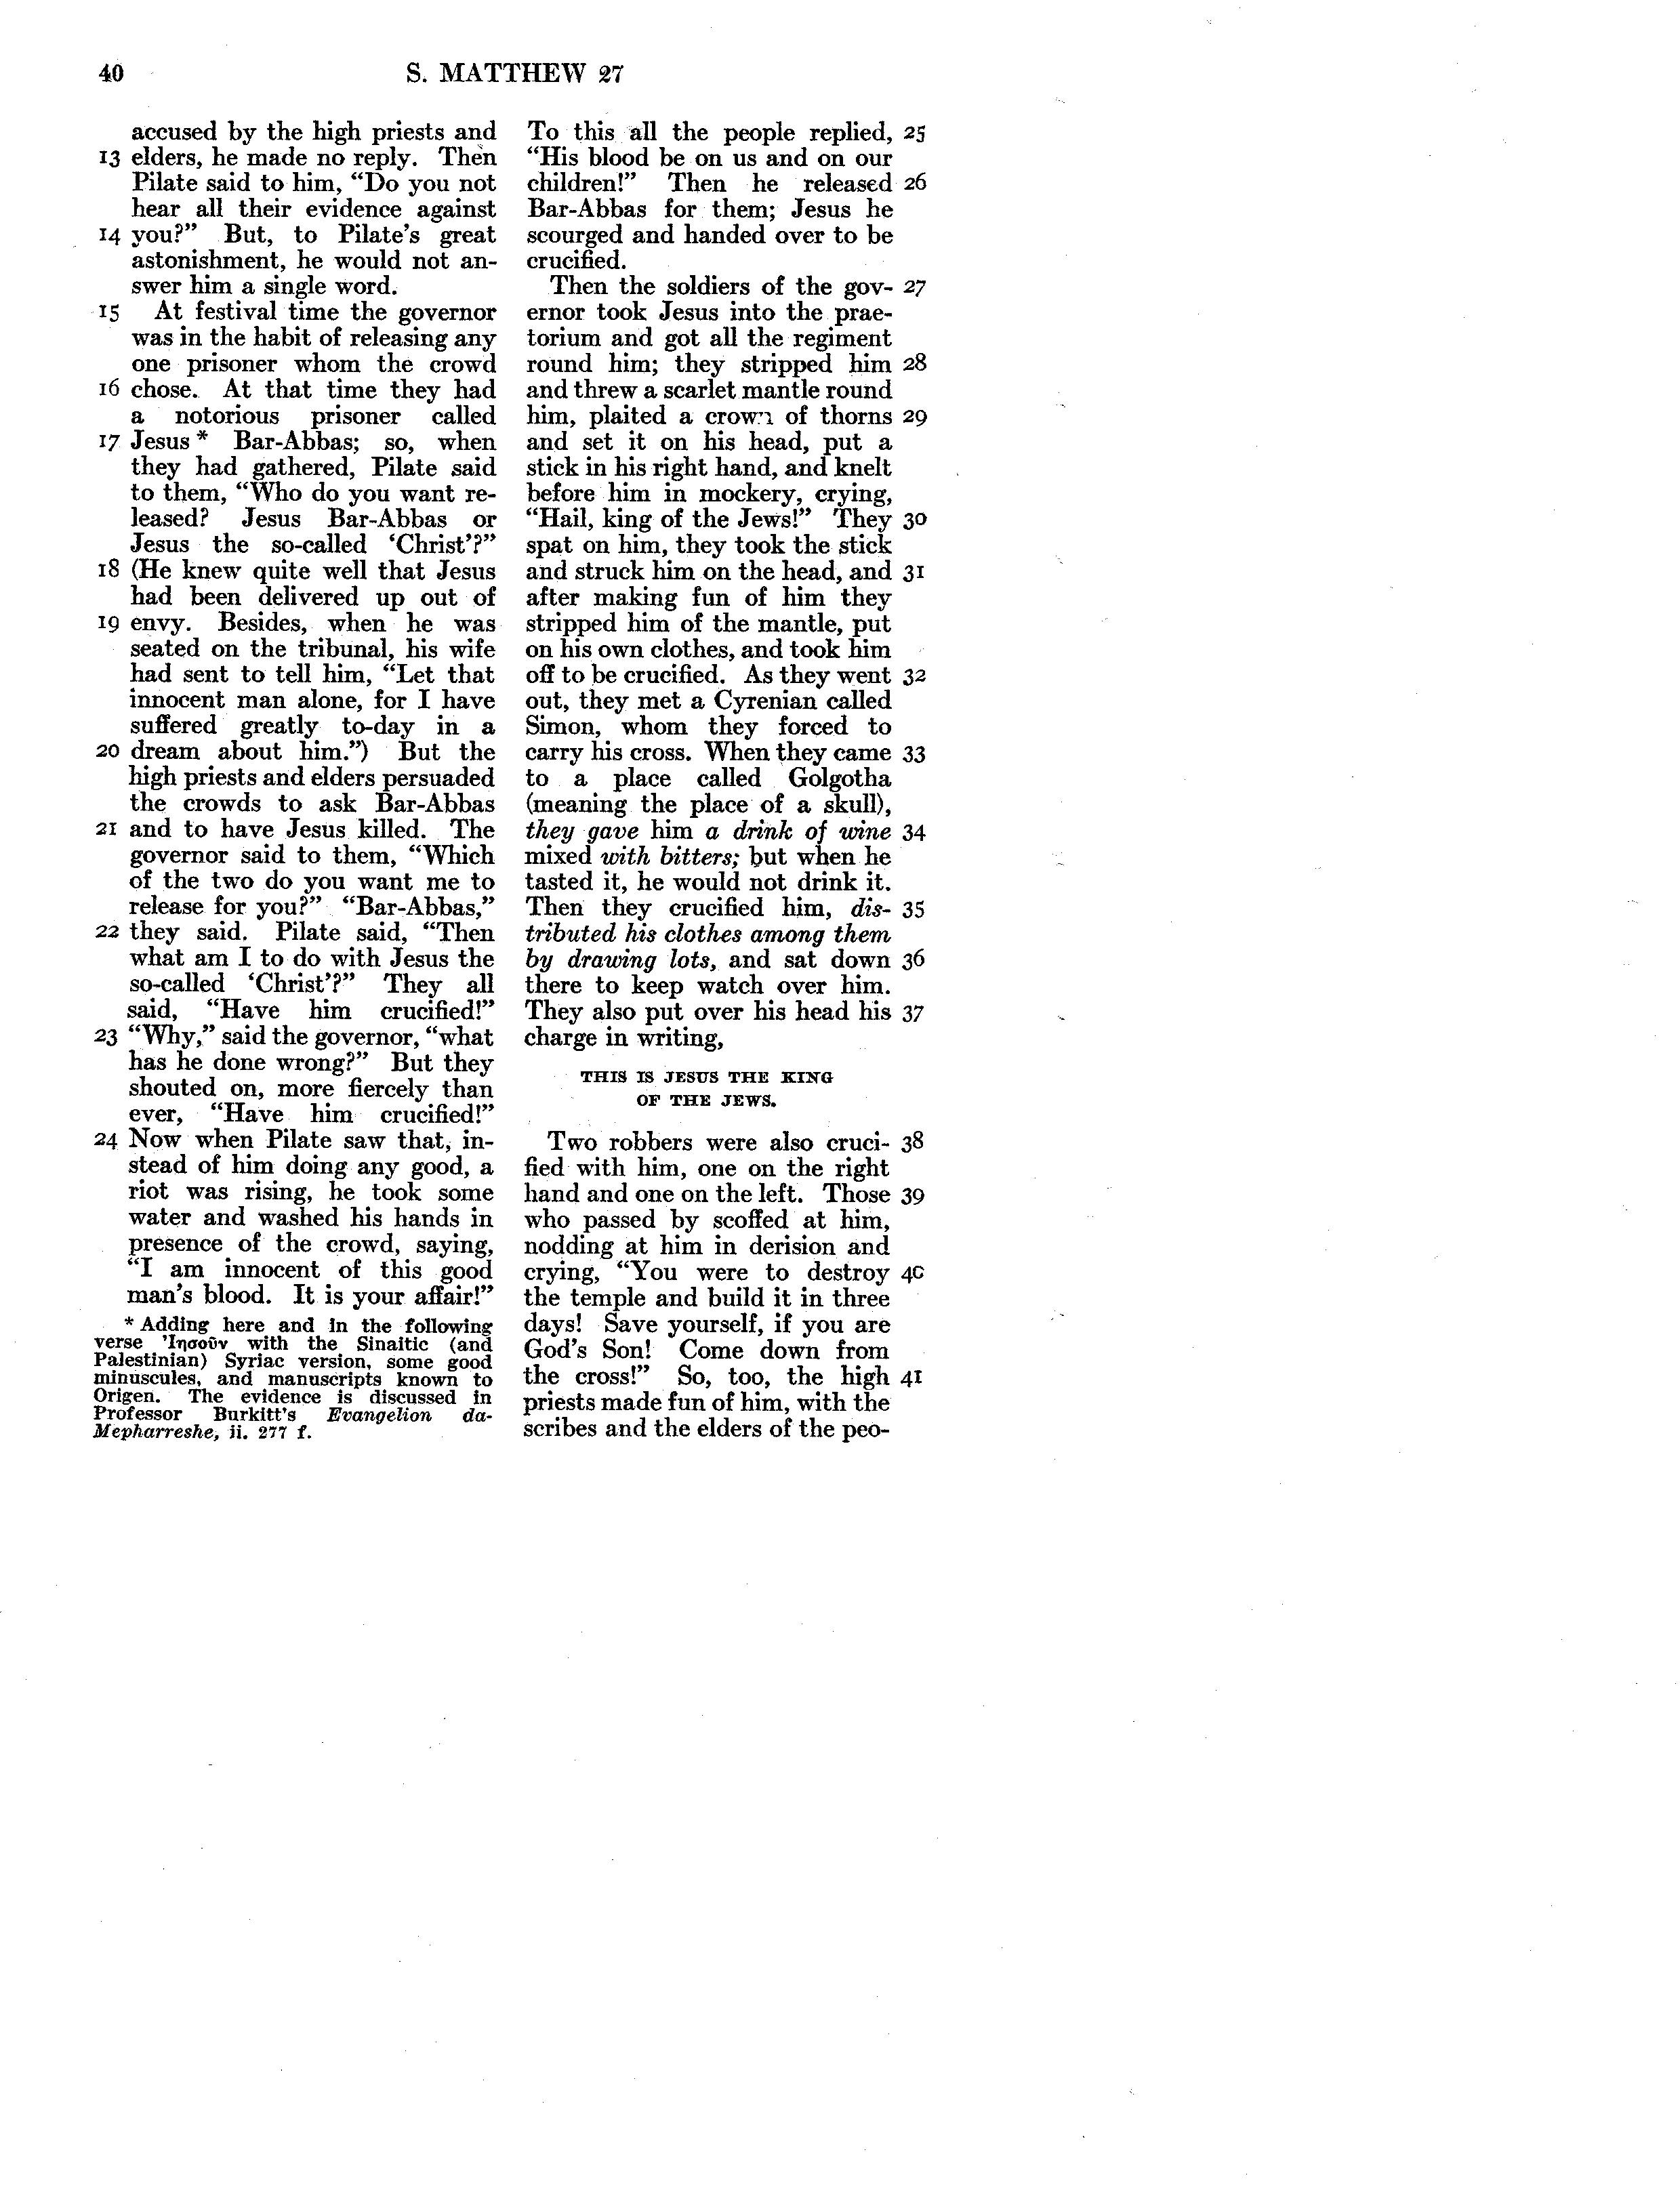 40 S. MATTHEW 27
accused by the high priests and
13 elders, he made no reply. Then
Pilate said to him, “Do you not
hear all their evidence against
14 you?” But, to Pilate’s great
astonishment, he would not an-
swer him a single word.
15 At festival time the governor
was in the habit of releasing any
one prisoner whom the crowd
16 chose. At that time they had
a notorious prisoner called
17 Jesus * Bar-Abbas; so, when
they had gathered, Pilate said
to them, “Who do you want re-
leased? Jesus Bar-Abbas or
Jesus the so-called ‘Christ’?”
18 (He knew quite well that Jesus
had been delivered up out of
19 envy. Besides, when he was
seated on the tribunal, his wife
had sent to tell him, “Let that
innocent man alone, for I have
suffered greatly to-day in a
20 dream about him.”) But the
high priests and elders persuaded
the crowds to ask Bar-Abbas
21 and to have Jesus killed. The
governor said to them, “Which
of the two do you want me to
release for you?” “Bar-Abbas,”
22 they said. Pilate said, “Then
what am I to do with Jesus the
so-called ‘Christ’?” They all
said, “Have him crucified!”
23 “Why,” said the governor, “what
has he done wrong?” But they
shouted on, more fiercely than
ever, “Have him crucified!”
24 Now when Pilate saw that, in-
stead of him doing any good, a
riot was rising, he took some
water and washed his hands in
presence of the crowd, saying,
“I am innocent of this good
man’s blood. It is your affair!”
* Adding here and in the following
verse Ἰησοῦν with the Sinaitic (and
Palestinian) Syriac version, some good
minuscules, and manuscripts known to
Origen. The evidence is discussed in
Professor Burkitt’s Evangelion da-
Mepharreshe, ii. 277 f.
To this all the people replied, 25
“His blood be on us and on our
children!” Then he released 26
Bar-Abbas for them; Jesus he
scourged and handed over to be
crucified.
Then the soldiers of the gov- 27
ernor took Jesus into the prae-
torium and got all the regiment
round him; they stripped him 28
and threw a scarlet mantle round
him, plaited a crown of thorns 29
and set it on his head, put a
stick in his right hand, and knelt
before him in mockery, crying,
“Hail, king of the Jews!” They 30
spat on him, they took the stick
and struck him on the head, and 31
after making fun of him they
stripped him of the mantle, put
on his own clothes, and took him
off to be crucified. As they went 32
out, they met a Cyrenian called
Simon, whom they forced to
carry his cross. When they came 33
to a place called Golgotha
(meaning the place of a skull),
they gave him a drink of wine 34
mixed with bitters; but when he
tasted it, he would not drink it.
Then they crucified him, dis- 35
tributed his clothes among them
by drawing lots, and sat down 36
there to keep watch over him.
They also put over his head his 37
charge in writing,
THIS IS JESUS THE KING
OF THE JEWS.
Two robbers were also cruci- 38
fied with him, one on the right
hand and one on the left. Those 39
who passed by scoffed at him,
nodding at him in derision and
crying, “You were to destroy 40
the temple and build it in three
days! Save yourself, if you are
God’s Son! Come down from
the cross!” So, too, the high 41
priests made fun of him, with the
scribes and the elders of the peo-